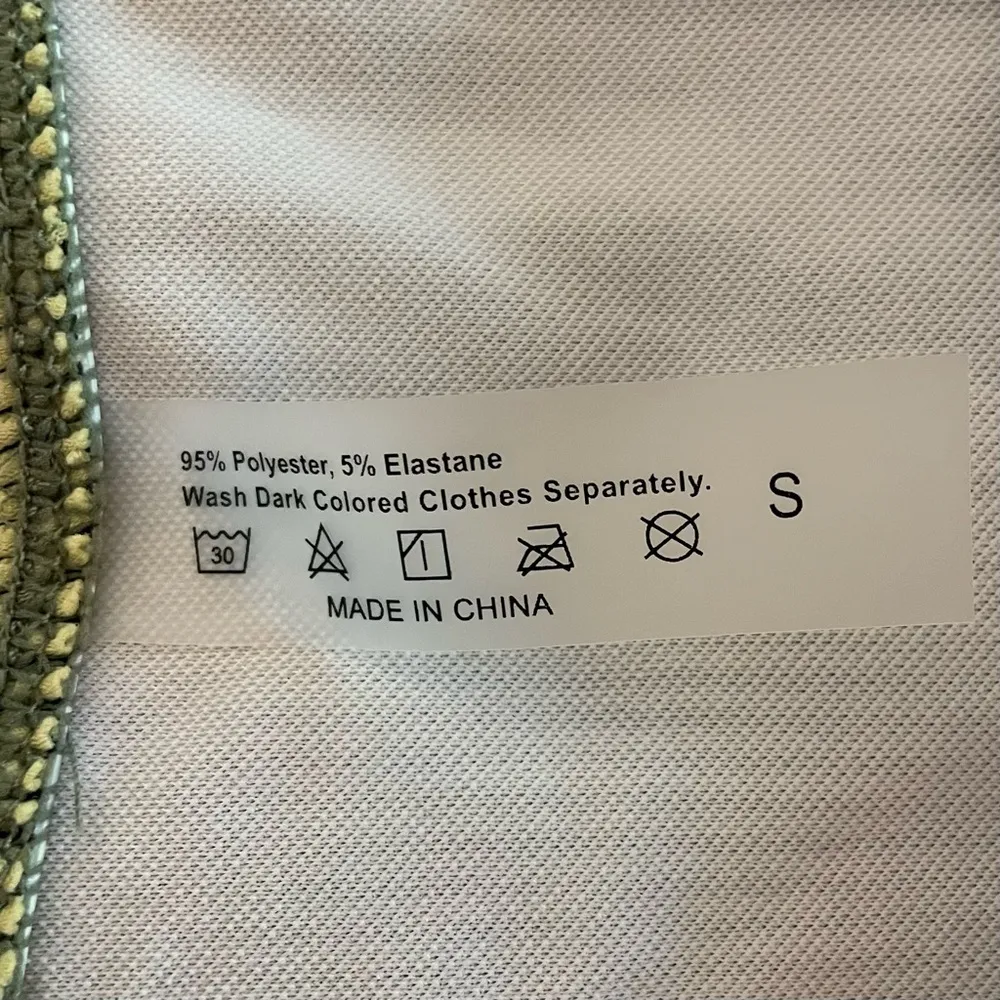 95% Polyester, 5% Elastane
Wash Dark Colored Clothes Separately.
S
30
MADE IN CHINA